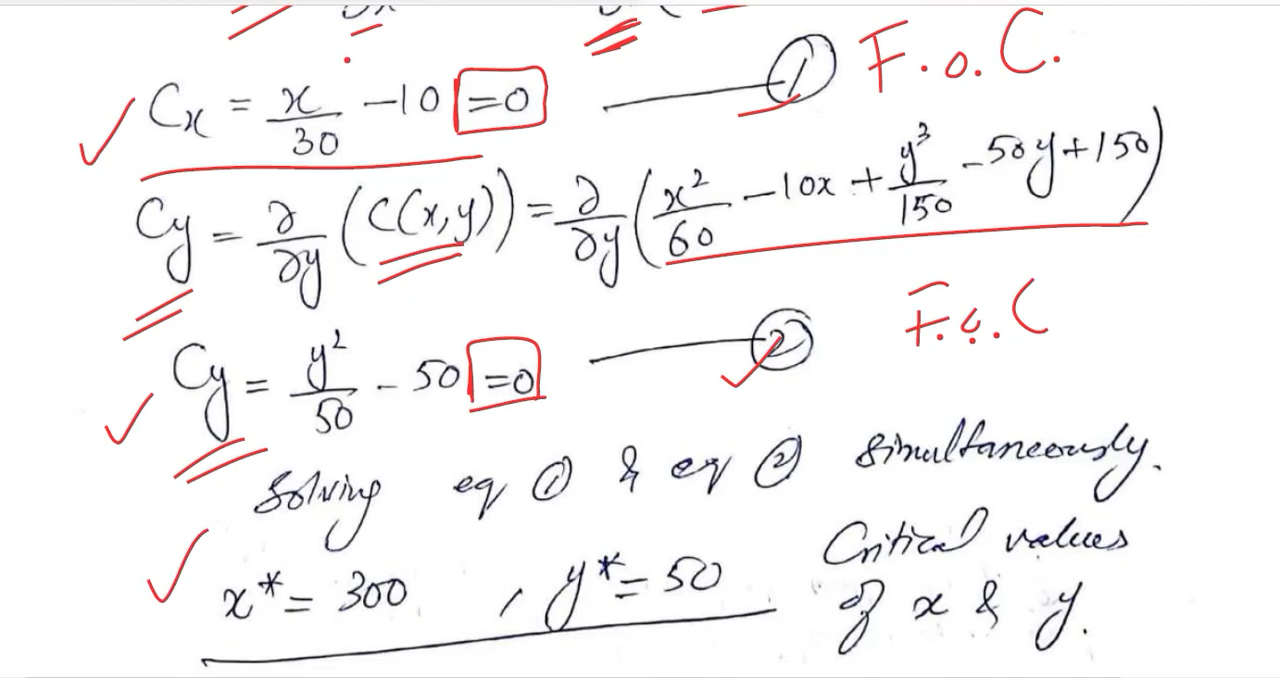 Cx = x/30 - 10 = 0 ——— ① F.o.C.
Cy = ∂/∂y (C(x,y)) = ∂/∂y (x²/60 - 10x + y³/150 - 50y + 150)
Cy = y²/50 - 50 = 0 ——— ② F.o.C
Solving eq ① & eq ② simultaneously.
x* = 300 , y* = 50 Critical values
of x & y.